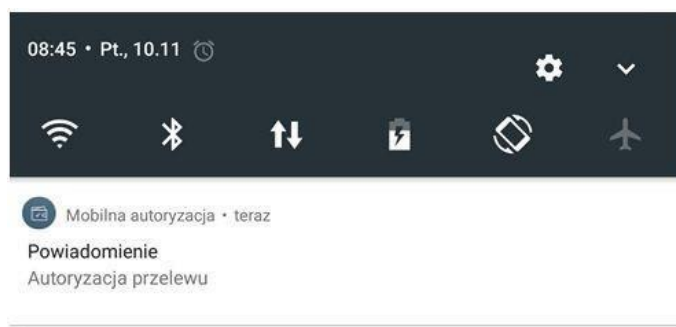 08:45 • Pt., 10.11
Mobilna autoryzacja • teraz
Powiadomienie
Autoryzacja przelewu